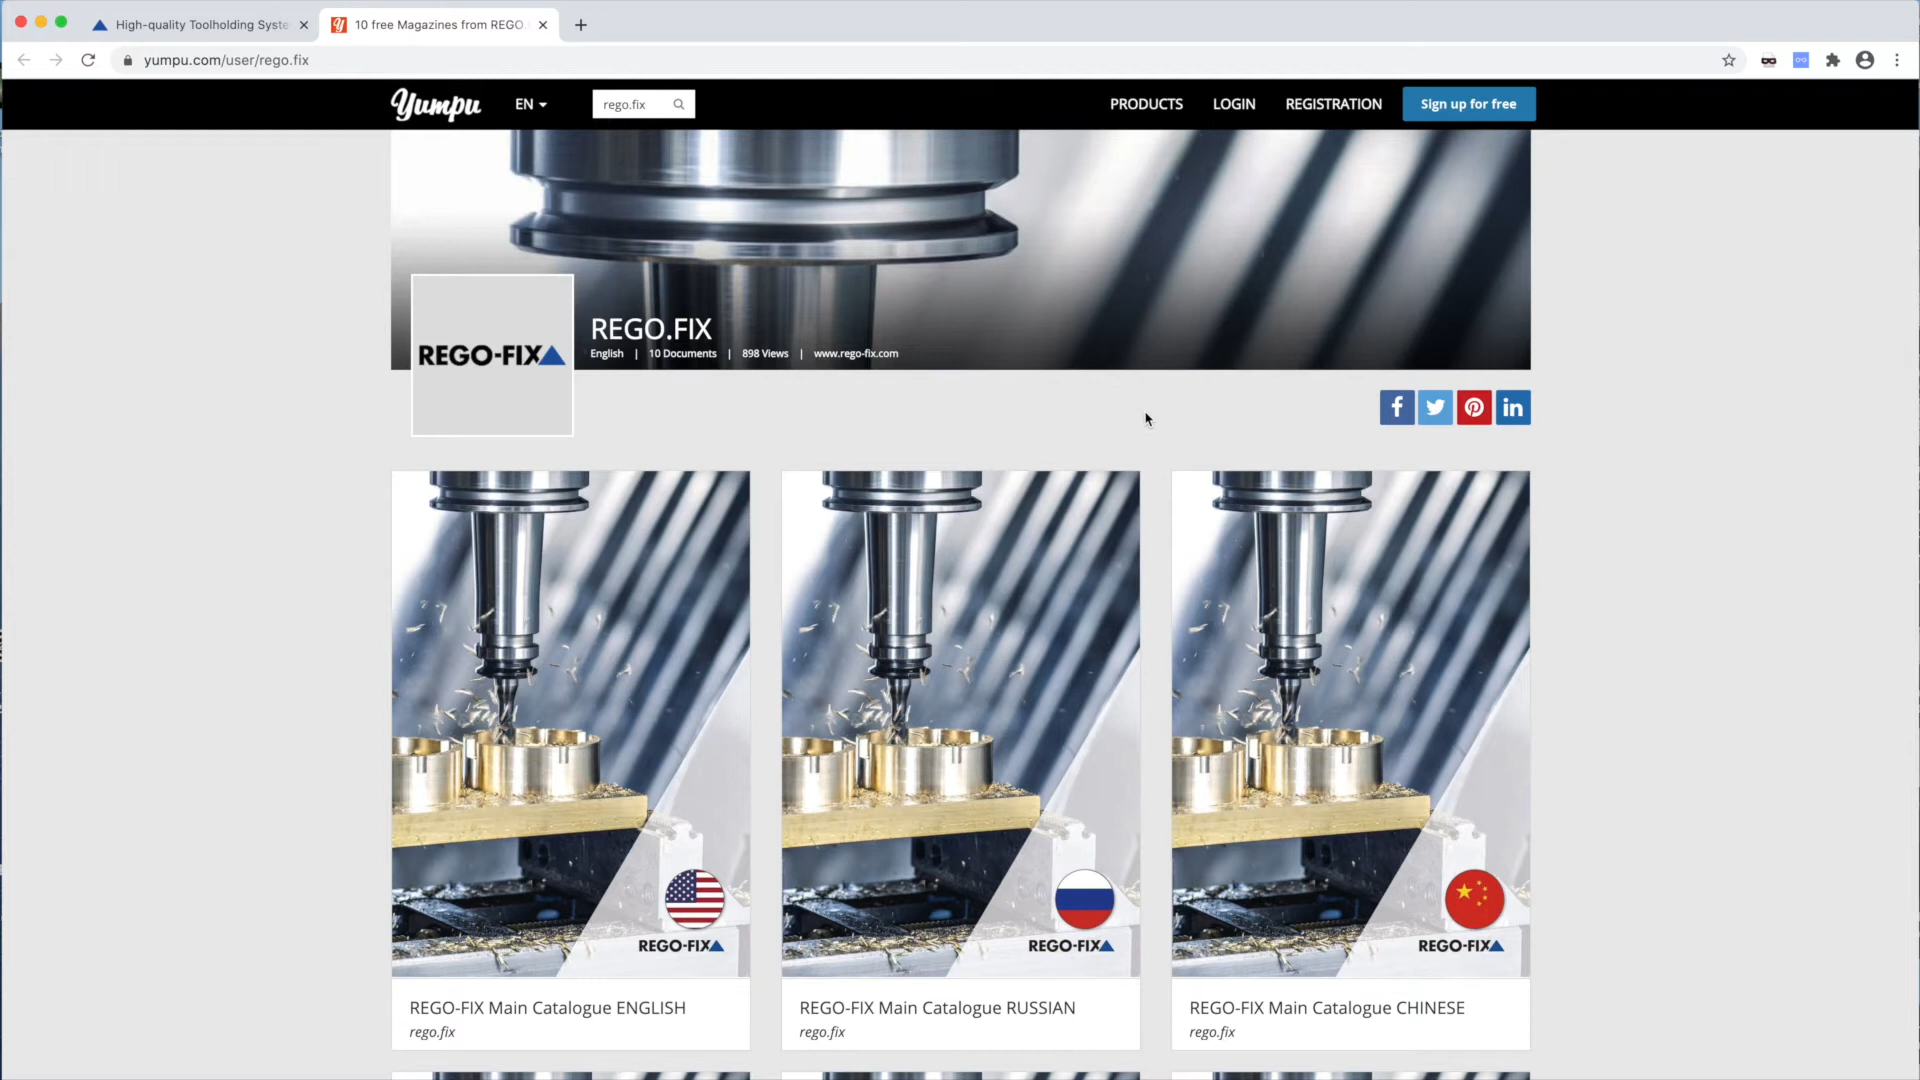 High-quality Toolholding Syste
10 free Magazines from REGO.
yumpu.com/user/rego.fix
Yumpu
EN
rego.fix
PRODUCTS
LOGIN
REGISTRATION
Sign up for free
REGO-FIX
REGO.FIX
English | 10 Documents | 898 Views | www.rego-fix.com
REGO-FIX
REGO-FIX Main Catalogue ENGLISH
rego.fix
REGO-FIX
REGO-FIX Main Catalogue RUSSIAN
rego.fix
REGO-FIX
REGO-FIX Main Catalogue CHINESE
rego.fix